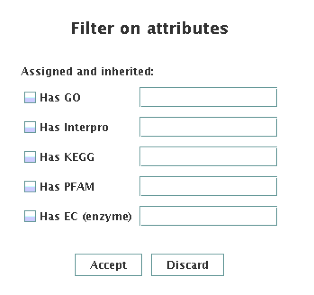 Filter on attributes
Assigned and inherited:
Has GO
Has Interpro
Has KEGG
Has PFAM
Has EC (enzyme)
Accept Discard